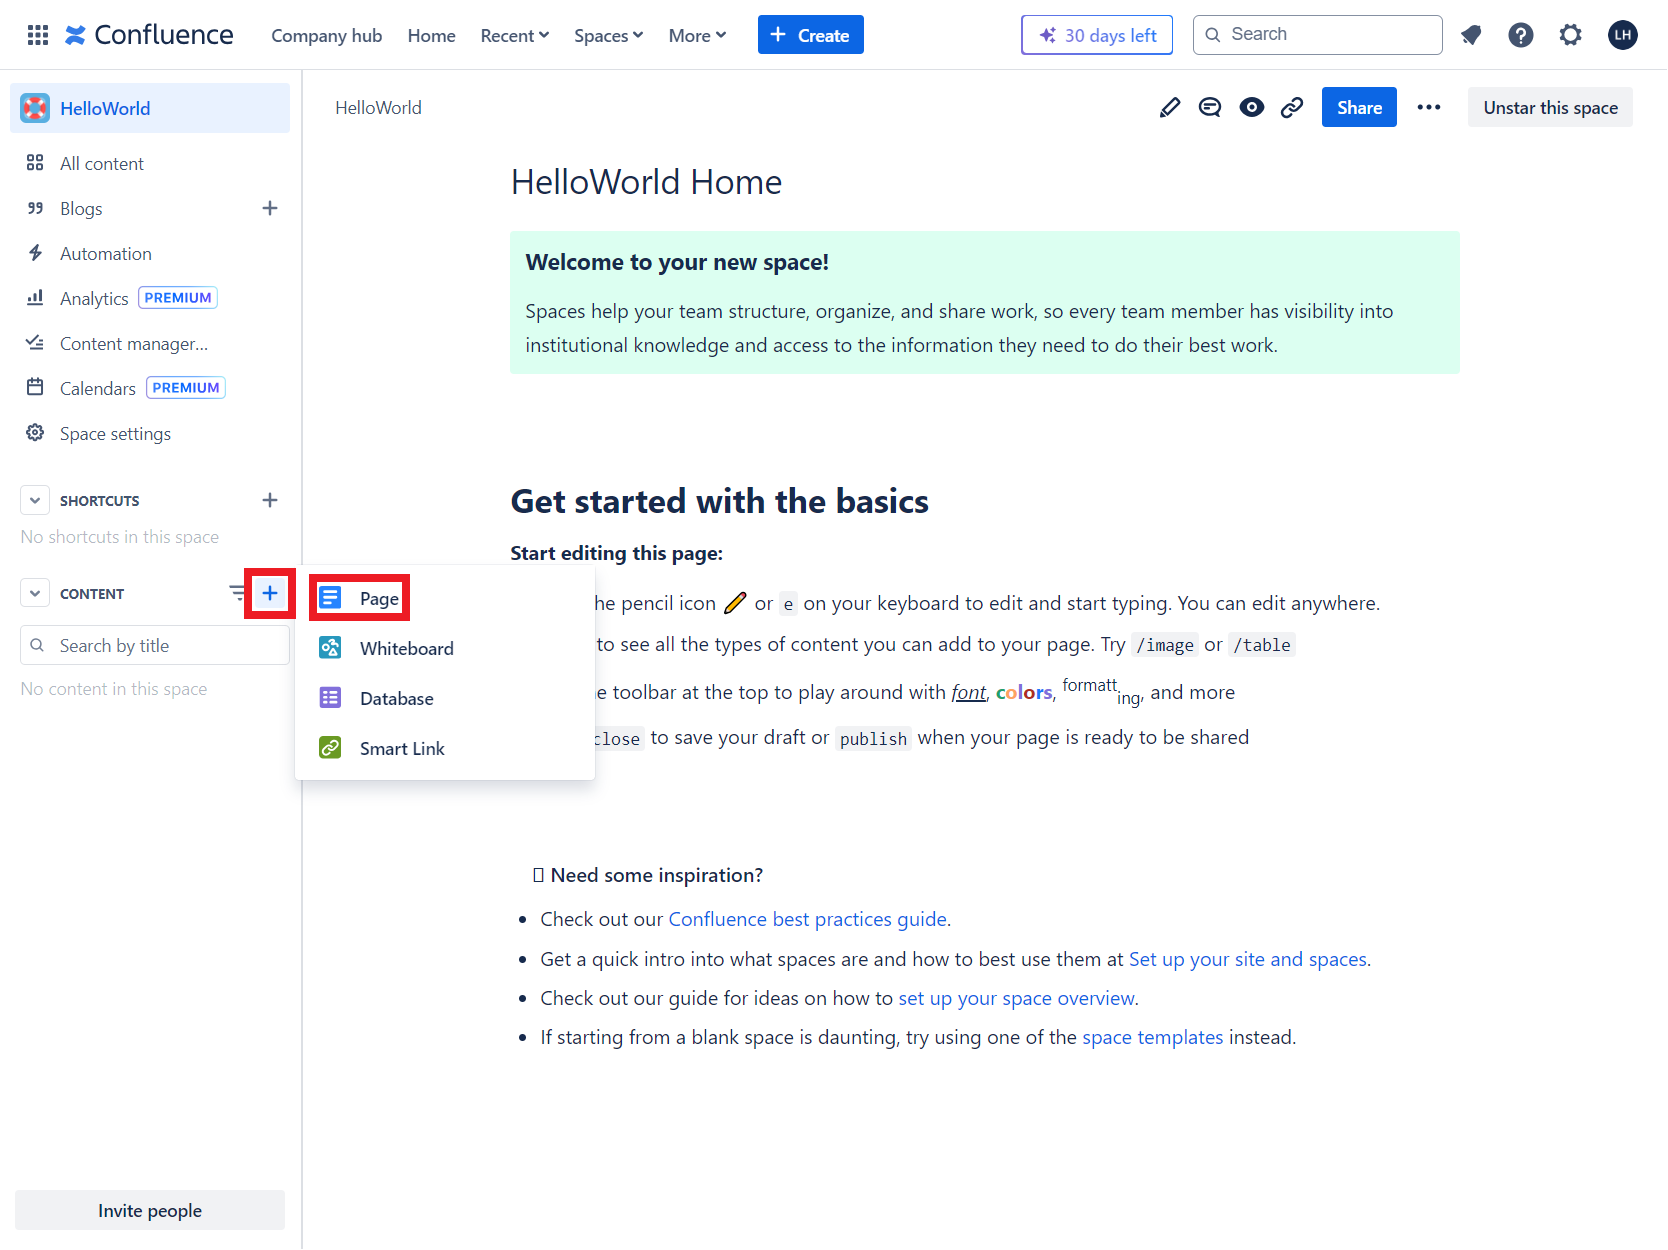 Confluence Company hub Home Recent Spaces More + Create 30 days left Search LH
HelloWorld
HelloWorld
Share
Unstar this space
All content
Blogs
Automation
Analytics PREMIUM
Content manager...
Calendars PREMIUM
Space settings
SHORTCUTS
No shortcuts in this space
CONTENT
Search by title
No content in this space
Page
Whiteboard
Database
Smart Link
Invite people
HelloWorld Home
Welcome to your new space!
Spaces help your team structure, organize, and share work, so every team member has visibility into
institutional knowledge and access to the information they need to do their best work.
Get started with the basics
Start editing this page:
he pencil icon or e on your keyboard to edit and start typing. You can edit anywhere.
to see all the types of content you can add to your page. Try /image or /table
e toolbar at the top to play around with font, colors, formatting, and more
close to save your draft or publish when your page is ready to be shared
Need some inspiration?
• Check out our Confluence best practices guide.
• Get a quick intro into what spaces are and how to best use them at Set up your site and spaces.
• Check out our guide for ideas on how to set up your space overview.
• If starting from a blank space is daunting, try using one of the space templates instead.